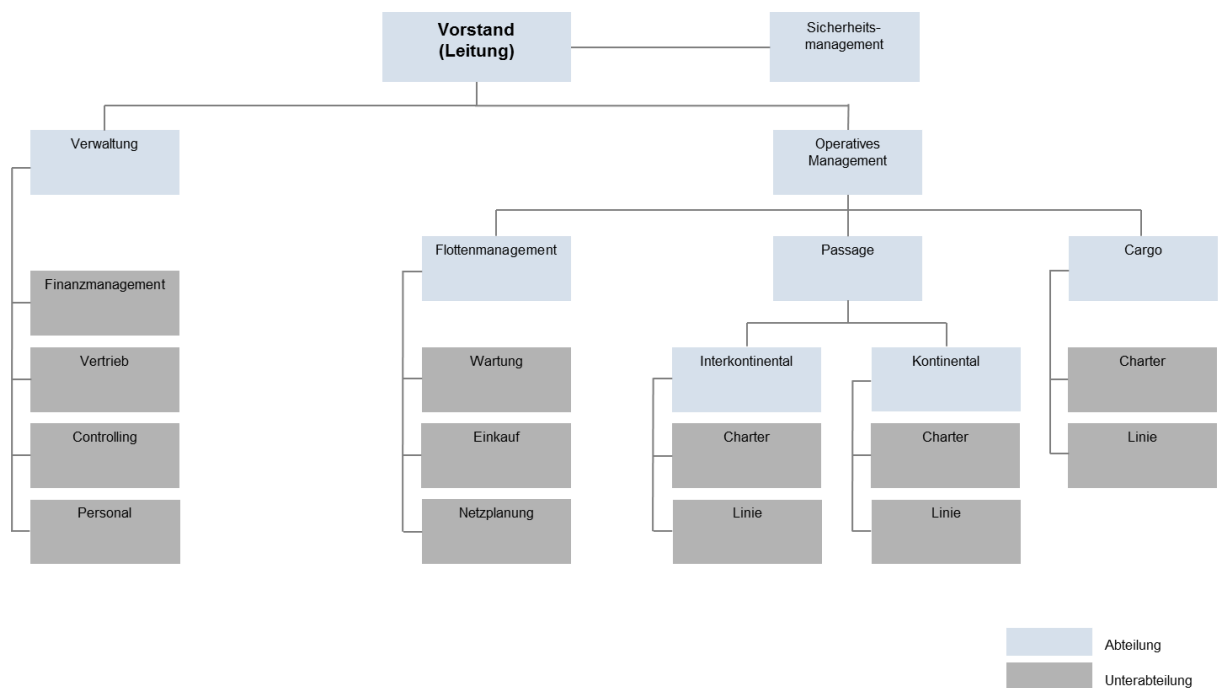 Vorstand
(Leitung)
Sicherheits-
management
Verwaltung
Operatives
Management
Flottenmanagement
Passage
Cargo
Finanzmanagement
Vertrieb
Controlling
Personal
Wartung
Einkauf
Netzplanung
Interkontinental
Charter
Linie
Kontinental
Charter
Linie
Charter
Linie
Abteilung
Unterabteilung